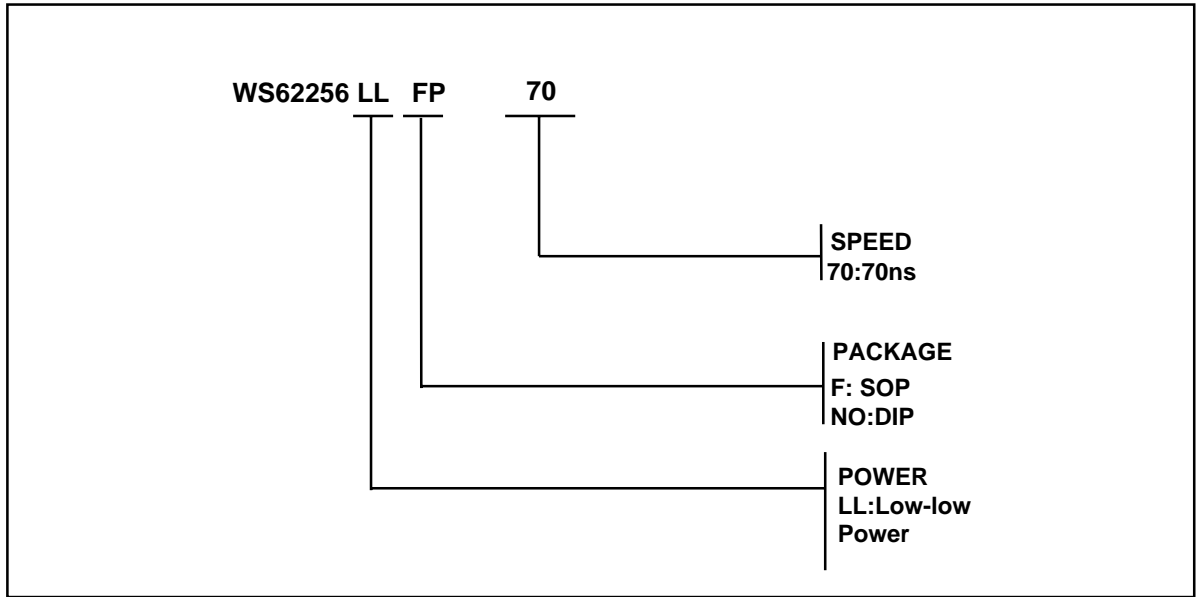 WS62256 LL FP 70
SPEED
70:70ns
PACKAGE
F: SOP
NO:DIP
POWER
LL:Low-low
Power